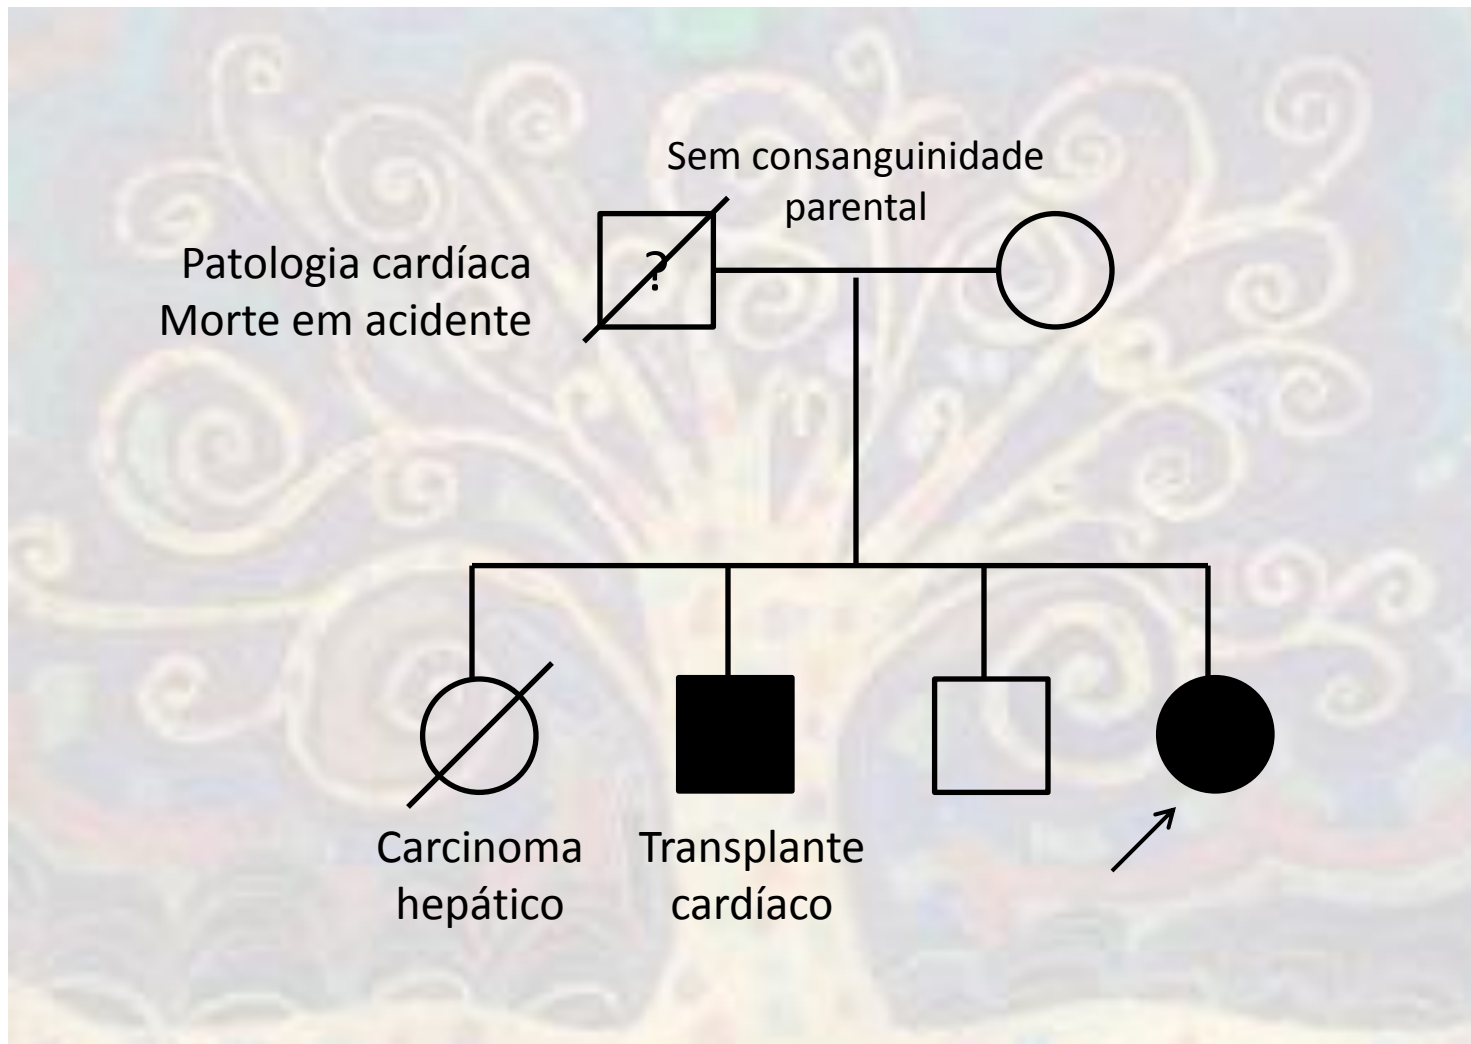 Sem consanguinidade
parental
Patologia cardíaca
Morte em acidente
?
Carcinoma
hepático
Transplante
cardíaco